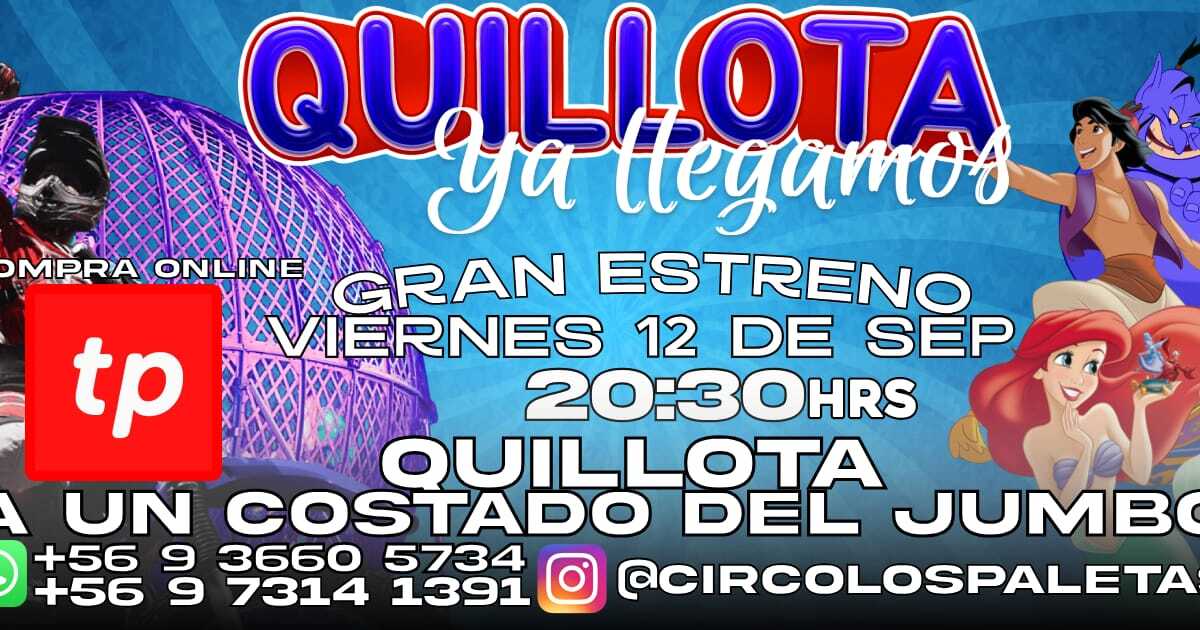 QUILLOTA
Ya llegamos
OMPRA ONLINE
tp
GRAN ESTRENO
VIERNES 12 DE SEP
20:30HRS
QUILLOTA
A UN COSTADO DEL JUMBO
+56 9 3660 5734
+56 9 7314 1391
@CIRCOLOSPALETAS